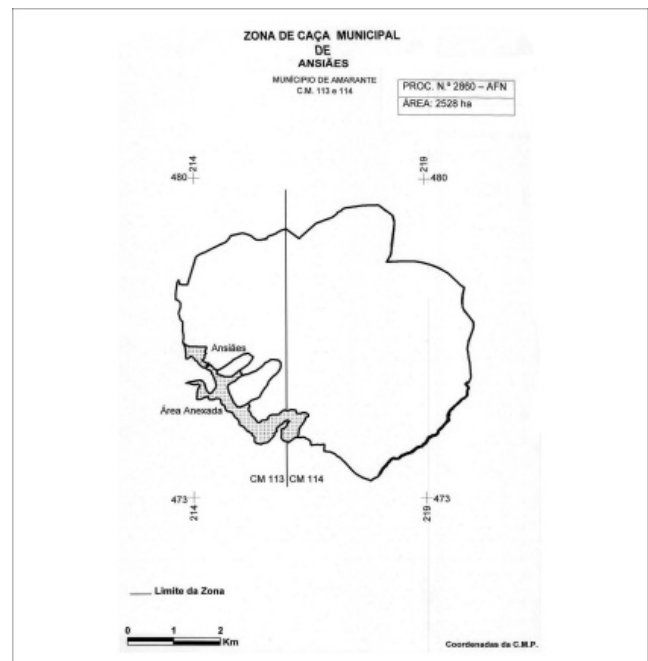 ZONA DE CAÇA MUNICIPAL
DE
ANSIÃES
MUNÍCIPIO DE AMARANTE
C.M. 113 e 114
PROC. N.º 2860 – AFN
ÁREA: 2528 ha
214
219
480
480
Ansiães
Área Anexada
CM 113
CM 114
473
473
214
219
Limite da Zona
0 1 2
Km
Coordenadas da C.M.P.